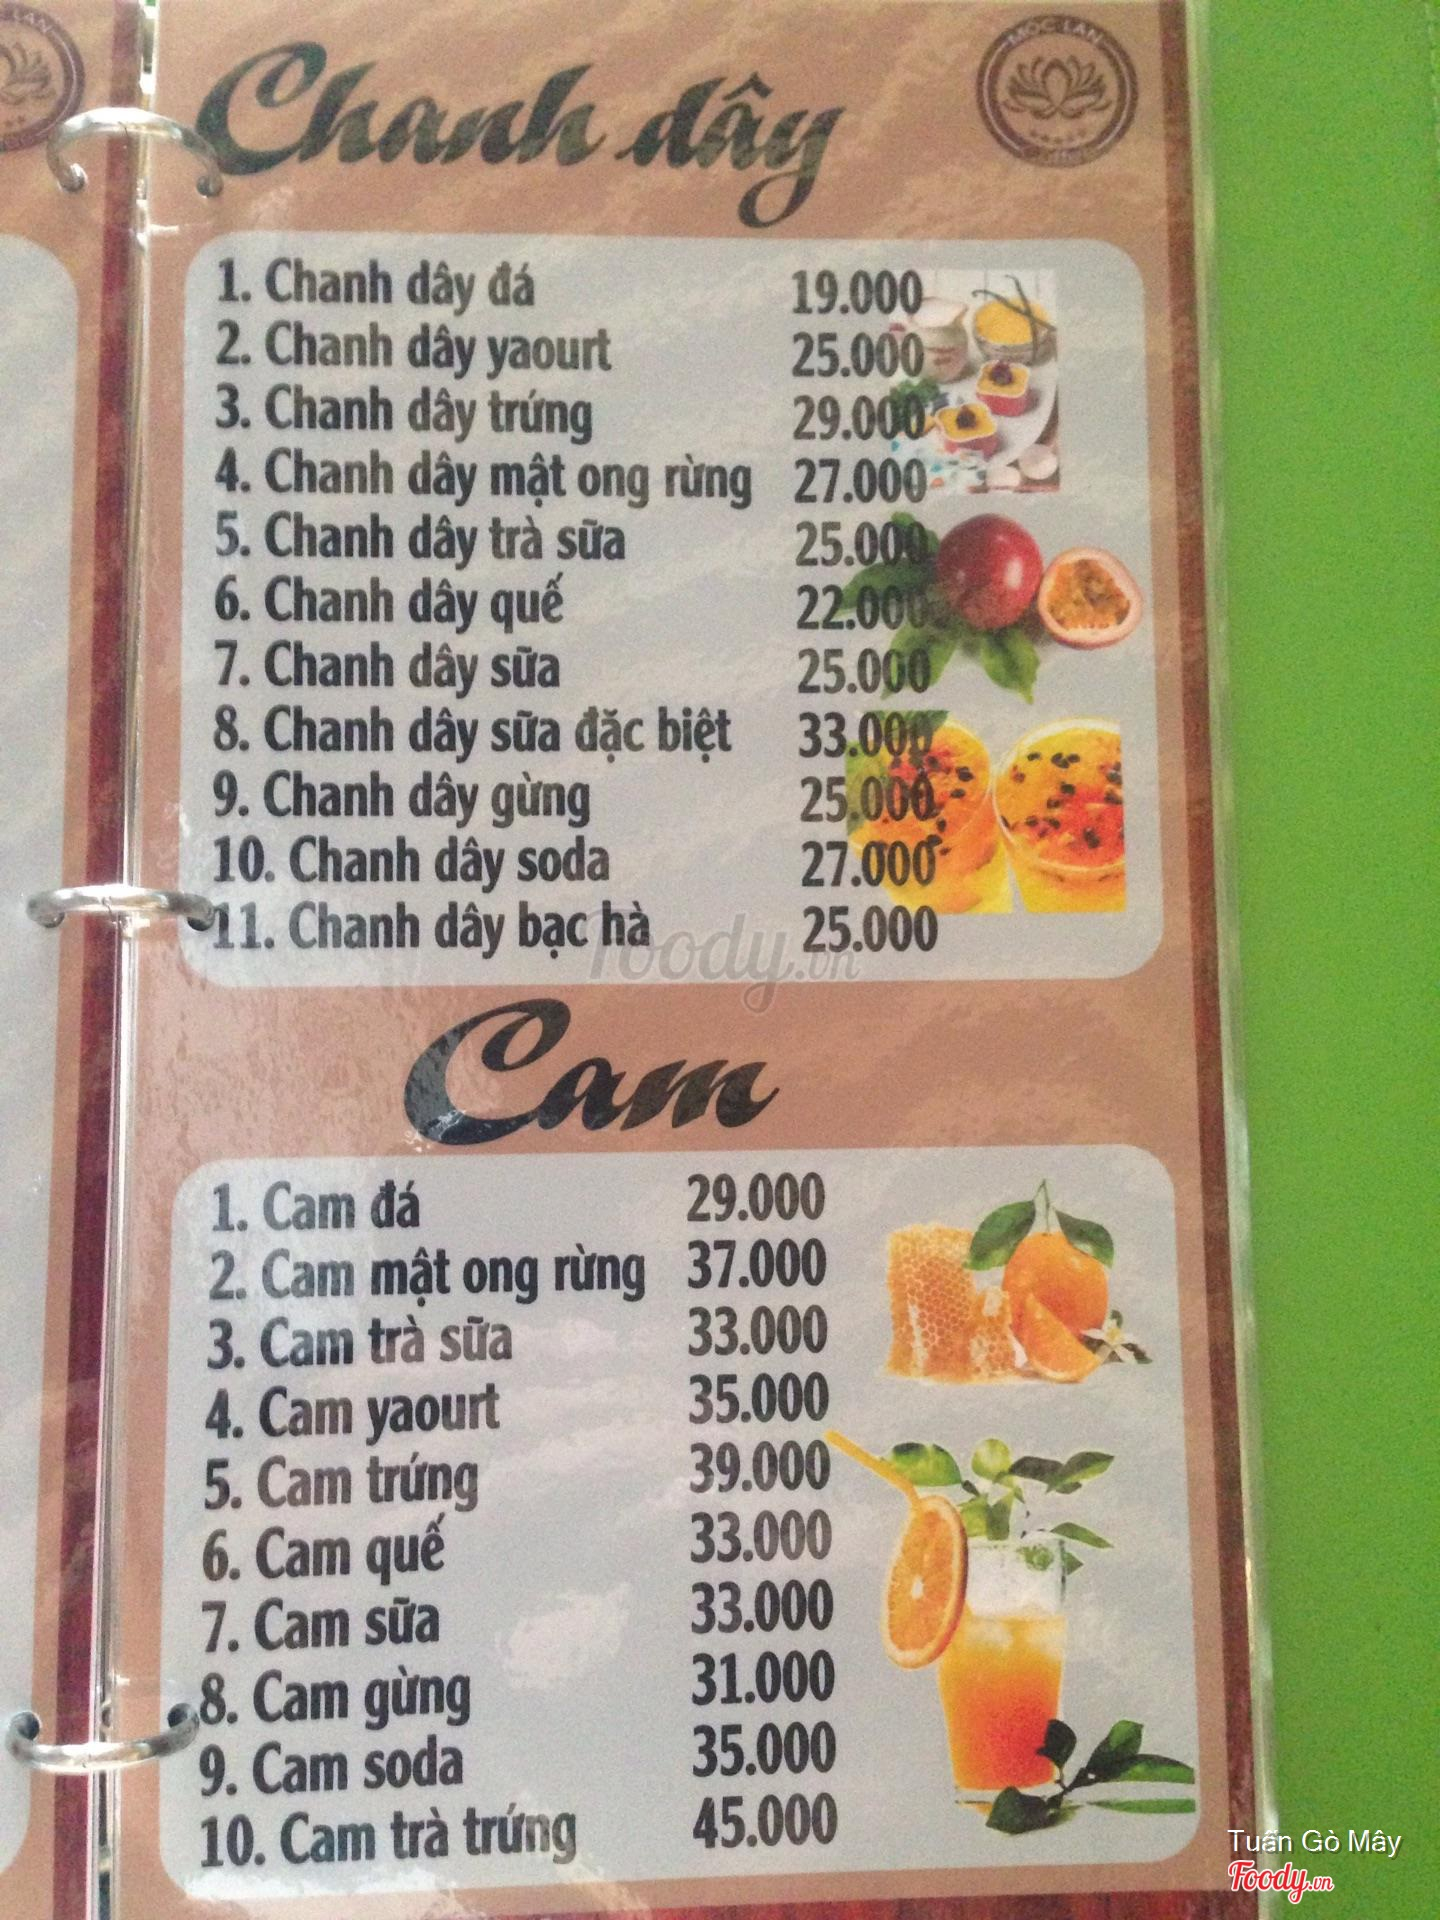 MỘC LAN
Chanh dây
1. Chanh dây đá 19.000
2. Chanh dây yaourt 25.000
3. Chanh dây trứng 29.000
4. Chanh dây mật ong rừng 27.000
5. Chanh dây trà sữa 25.000
6. Chanh dây quế 22.000
7. Chanh dây sữa 25.000
8. Chanh dây sữa đặc biệt 33.000
9. Chanh dây gừng 25.000
10. Chanh dây soda 27.000
11. Chanh dây bạc hà 25.000
Foody.vn
Cam
1. Cam đá 29.000
2. Cam mật ong rừng 37.000
3. Cam trà sữa 33.000
4. Cam yaourt 35.000
5. Cam trứng 39.000
6. Cam quế 33.000
7. Cam sữa 33.000
8. Cam gừng 31.000
9. Cam soda 35.000
10. Cam trà trứng 45.000
Tuấn Gò Mây
Foody.vn